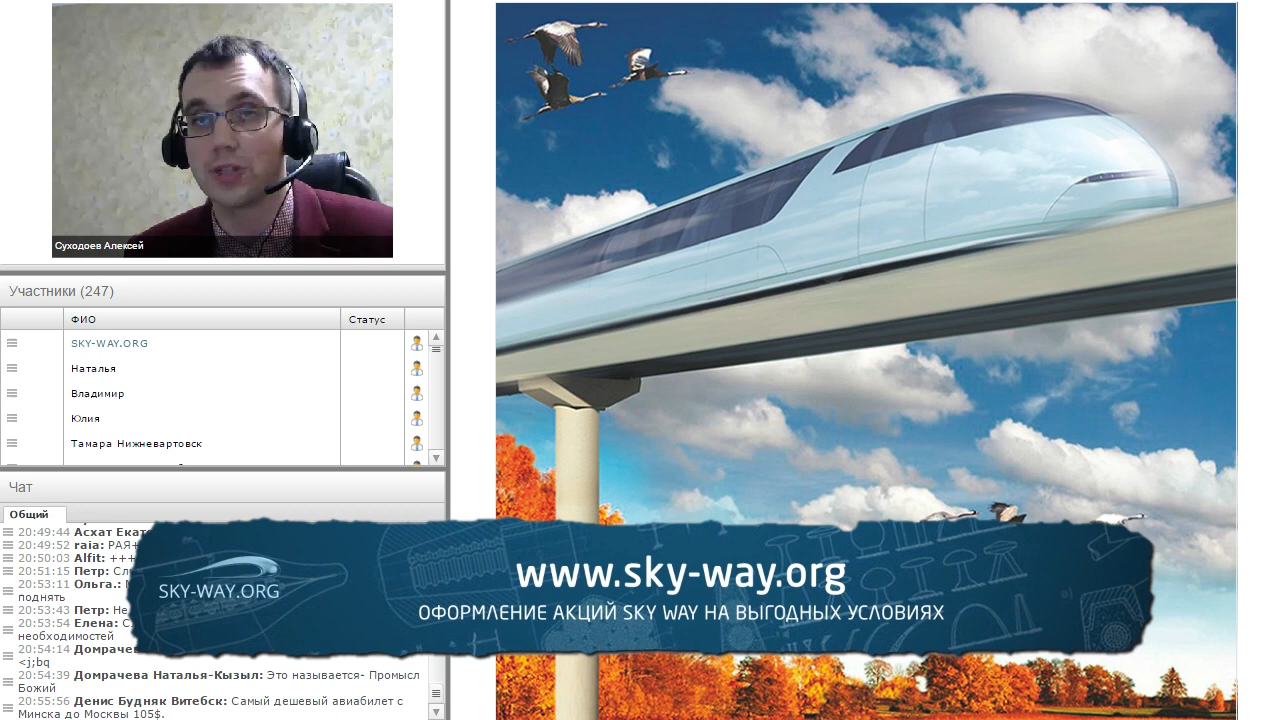 Суходоев Алексей
Участники (247)
ФИО Статус
SKY-WAY.ORG
Наталья
Владимир
Юлия
Тамара Нижневартовск
Чат
Общий
20:49:44 Асхат
20:49:52 raia:
20:50:03 Alfit: +++
20:51:15 Петр:
20:53:11 Ольга.:
поднять
20:53:43 Петр:
20:53:54 Елена:
необходимостей
20:54:14
<j;bq
20:54:39 Домрачева Наталья-Кызыл: Это называется- Промысл
Божий
20:55:56 Денис Будняк Витебск: Самый дешевый авиабилет с
Минска до Москвы 105$.
SKY-WAY.ORG
www.sky-way.org
ОФОРМЛЕНИЕ АКЦИЙ SKY WAY НА ВЫГОДНЫХ УСЛОВИЯХ